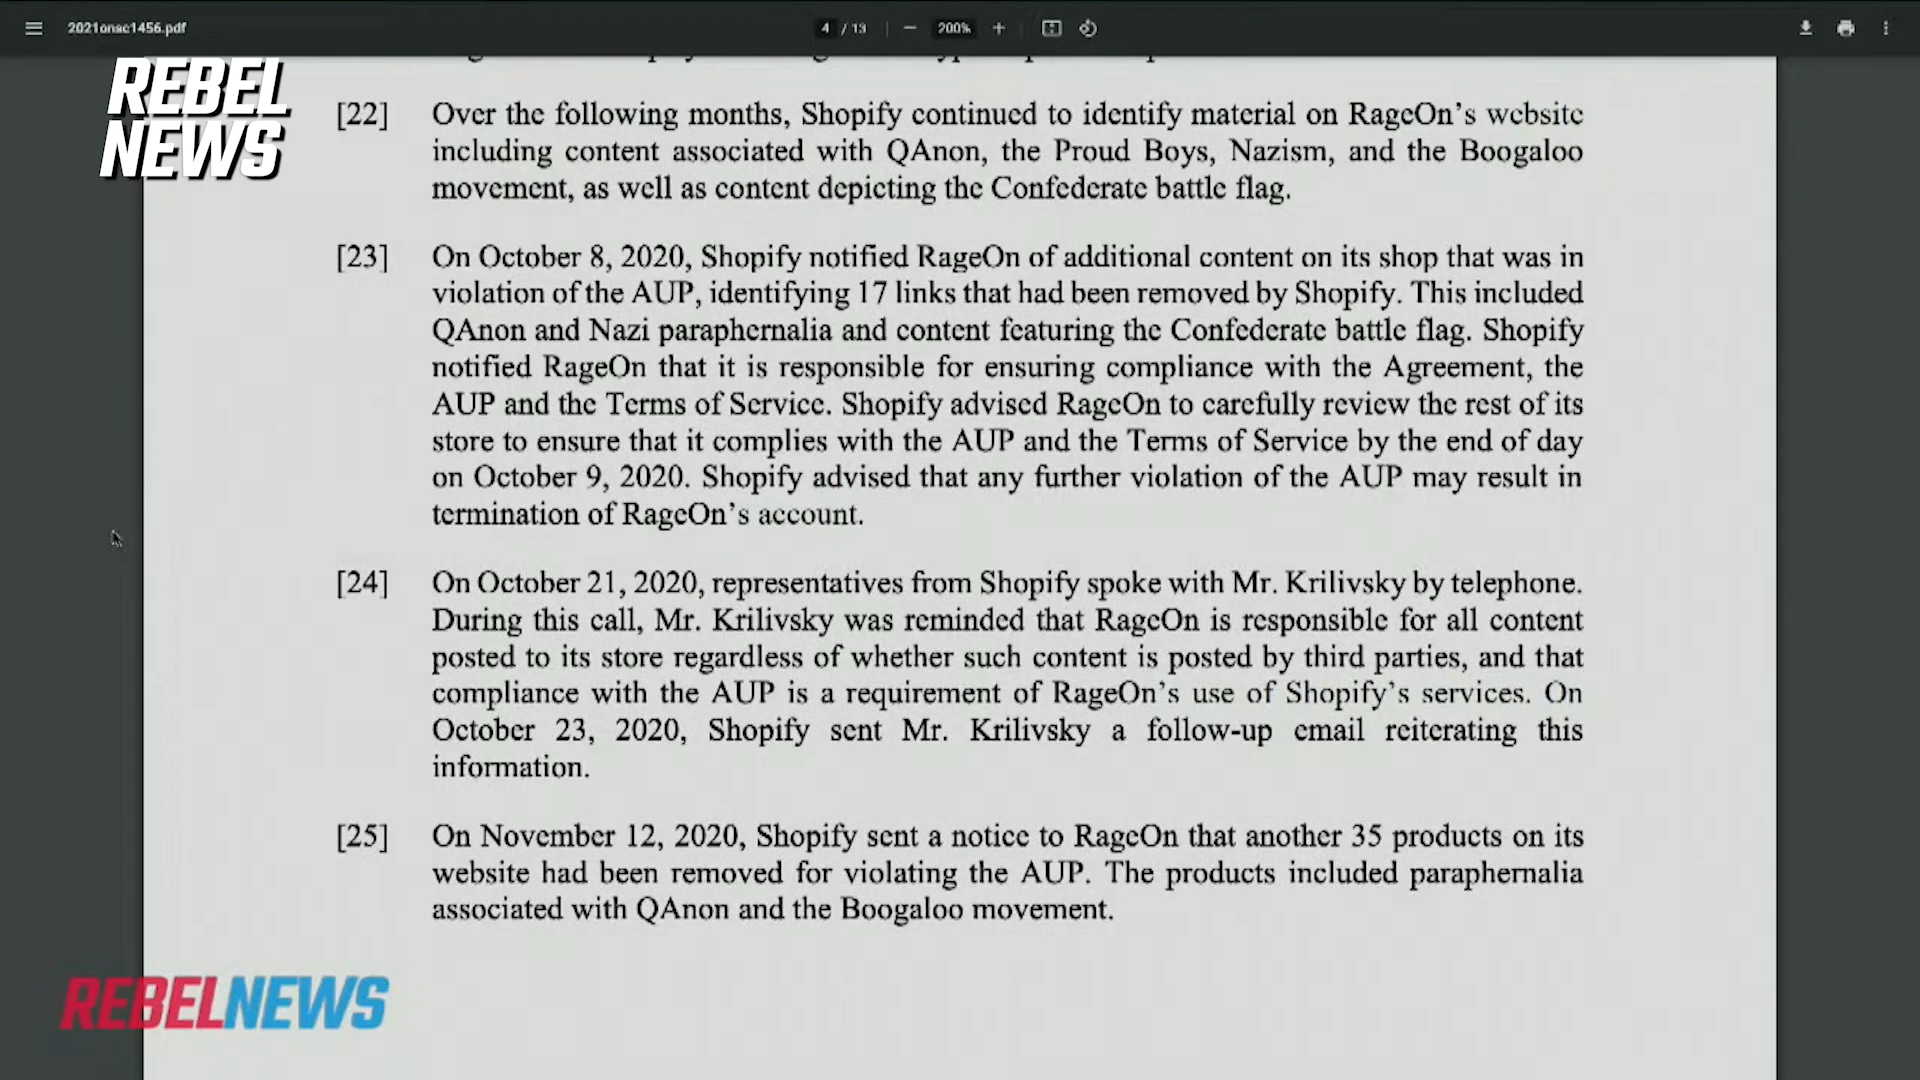 2021onsc1456.pdf
4 / 13
200%
REBEL
NEWS
[22] Over the following months, Shopify continued to identify material on RageOn’s website
including content associated with QAnon, the Proud Boys, Nazism, and the Boogaloo
movement, as well as content depicting the Confederate battle flag.
[23] On October 8, 2020, Shopify notified RageOn of additional content on its shop that was in
violation of the AUP, identifying 17 links that had been removed by Shopify. This included
QAnon and Nazi paraphernalia and content featuring the Confederate battle flag. Shopify
notified RageOn that it is responsible for ensuring compliance with the Agreement, the
AUP and the Terms of Service. Shopify advised RageOn to carefully review the rest of its
store to ensure that it complies with the AUP and the Terms of Service by the end of day
on October 9, 2020. Shopify advised that any further violation of the AUP may result in
termination of RageOn’s account.
[24] On October 21, 2020, representatives from Shopify spoke with Mr. Krilivsky by telephone.
During this call, Mr. Krilivsky was reminded that RageOn is responsible for all content
posted to its store regardless of whether such content is posted by third parties, and that
compliance with the AUP is a requirement of RageOn’s use of Shopify’s services. On
October 23, 2020, Shopify sent Mr. Krilivsky a follow-up email reiterating this
information.
[25] On November 12, 2020, Shopify sent a notice to RageOn that another 35 products on its
website had been removed for violating the AUP. The products included paraphernalia
associated with QAnon and the Boogaloo movement.
REBELNEWS